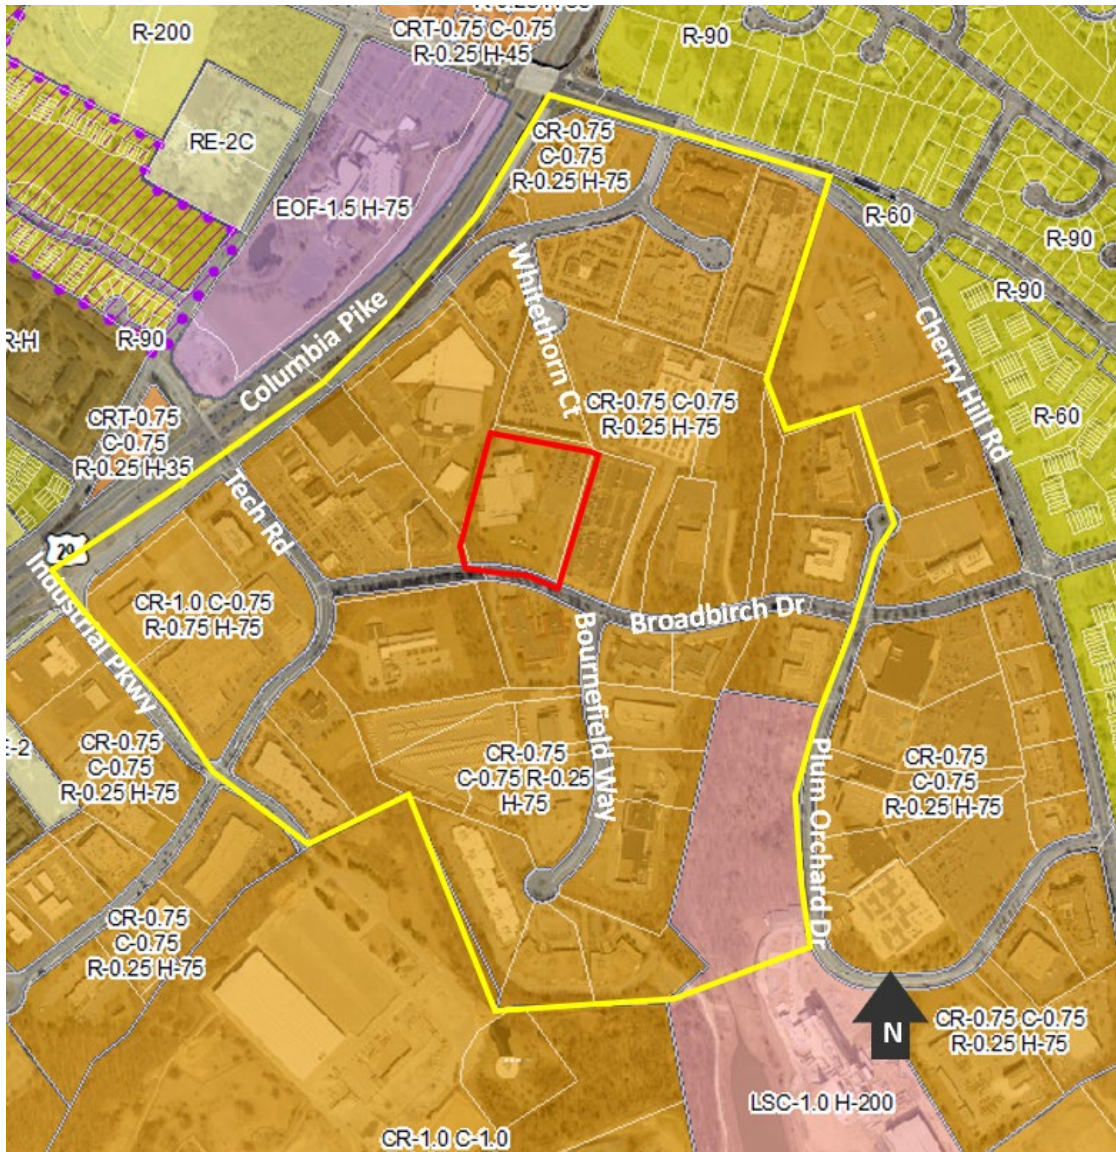 R-200
CRT-0.75 C-0.75
R-0.25 H-45
R-90
RE-2C
CR-0.75
C-0.75
R-0.25 H-75
EOF-1.5 H-75
R-60
R-90
R-90
R-H
R-90
Whitethorn Ct
Columbia Pike
Cherry Hill Rd
CR-0.75 C-0.75
R-0.25 H-75
R-60
CRT-0.75
C-0.75
R-0.25 H-35
Tech Rd
29
Industrial PKwy
CR-1.0 C-0.75
R-0.75 H-75
Broadbirch Dr
Bournefield Way
E-2
CR-0.75
C-0.75
R-0.25 H-75
CR-0.75
C-0.75 R-0.25
H-75
Plum Orchard Dr
CR-0.75
C-0.75
R-0.25 H-75
CR-0.75
C-0.75
R-0.25 H-75
N
CR-0.75 C-0.75
R-0.25 H-75
LSC-1.0 H-200
CR-1.0 C-1.0